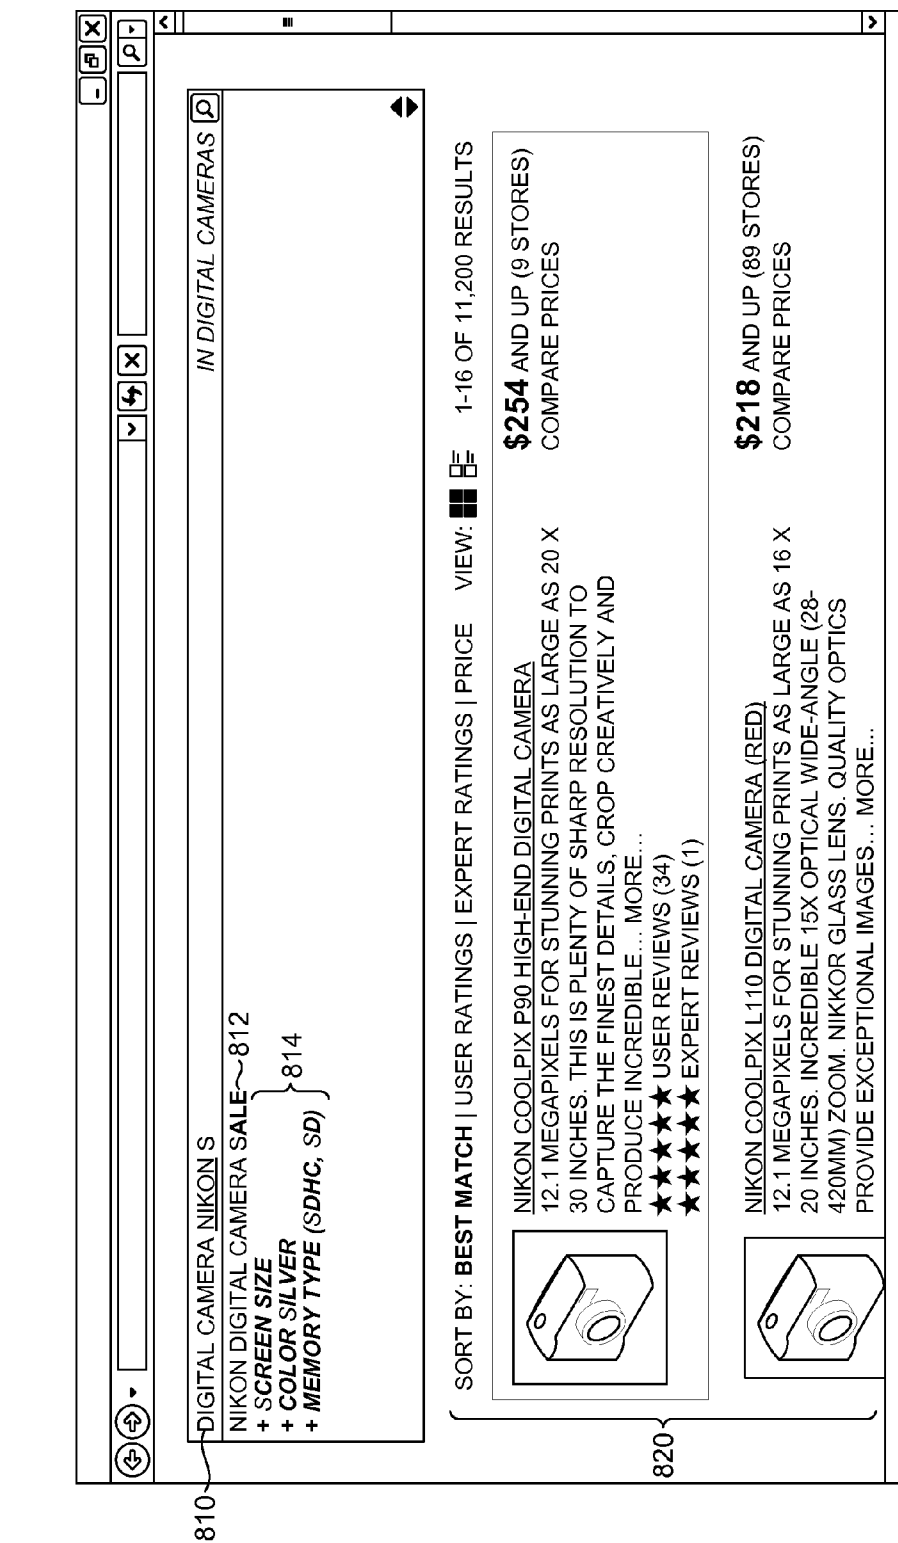 810
DIGITAL CAMERA NIKON S
IN DIGITAL CAMERAS
NIKON DIGITAL CAMERA SALE
812
+ SCREEN SIZE
+ COLOR SILVER
+ MEMORY TYPE (SDHC, SD)
814
SORT BY: BEST MATCH | USER RATINGS | EXPERT RATINGS | PRICE VIEW: 1-16 OF 11,200 RESULTS
820
NIKON COOLPIX P90 HIGH-END DIGITAL CAMERA
12.1 MEGAPIXELS FOR STUNNING PRINTS AS LARGE AS 20 X
30 INCHES. THIS IS PLENTY OF SHARP RESOLUTION TO
CAPTURE THE FINEST DETAILS, CROP CREATIVELY AND
PRODUCE INCREDIBLE... MORE...
★★★★★ USER REVIEWS (34)
★★★★★ EXPERT REVIEWS (1)
$254 AND UP (9 STORES)
COMPARE PRICES
NIKON COOLPIX L110 DIGITAL CAMERA (RED)
12.1 MEGAPIXELS FOR STUNNING PRINTS AS LARGE AS 16 X
20 INCHES. INCREDIBLE 15X OPTICAL WIDE-ANGLE (28-
420MM) ZOOM. NIKKOR GLASS LENS. QUALITY OPTICS
PROVIDE EXCEPTIONAL IMAGES... MORE...
$218 AND UP (89 STORES)
COMPARE PRICES